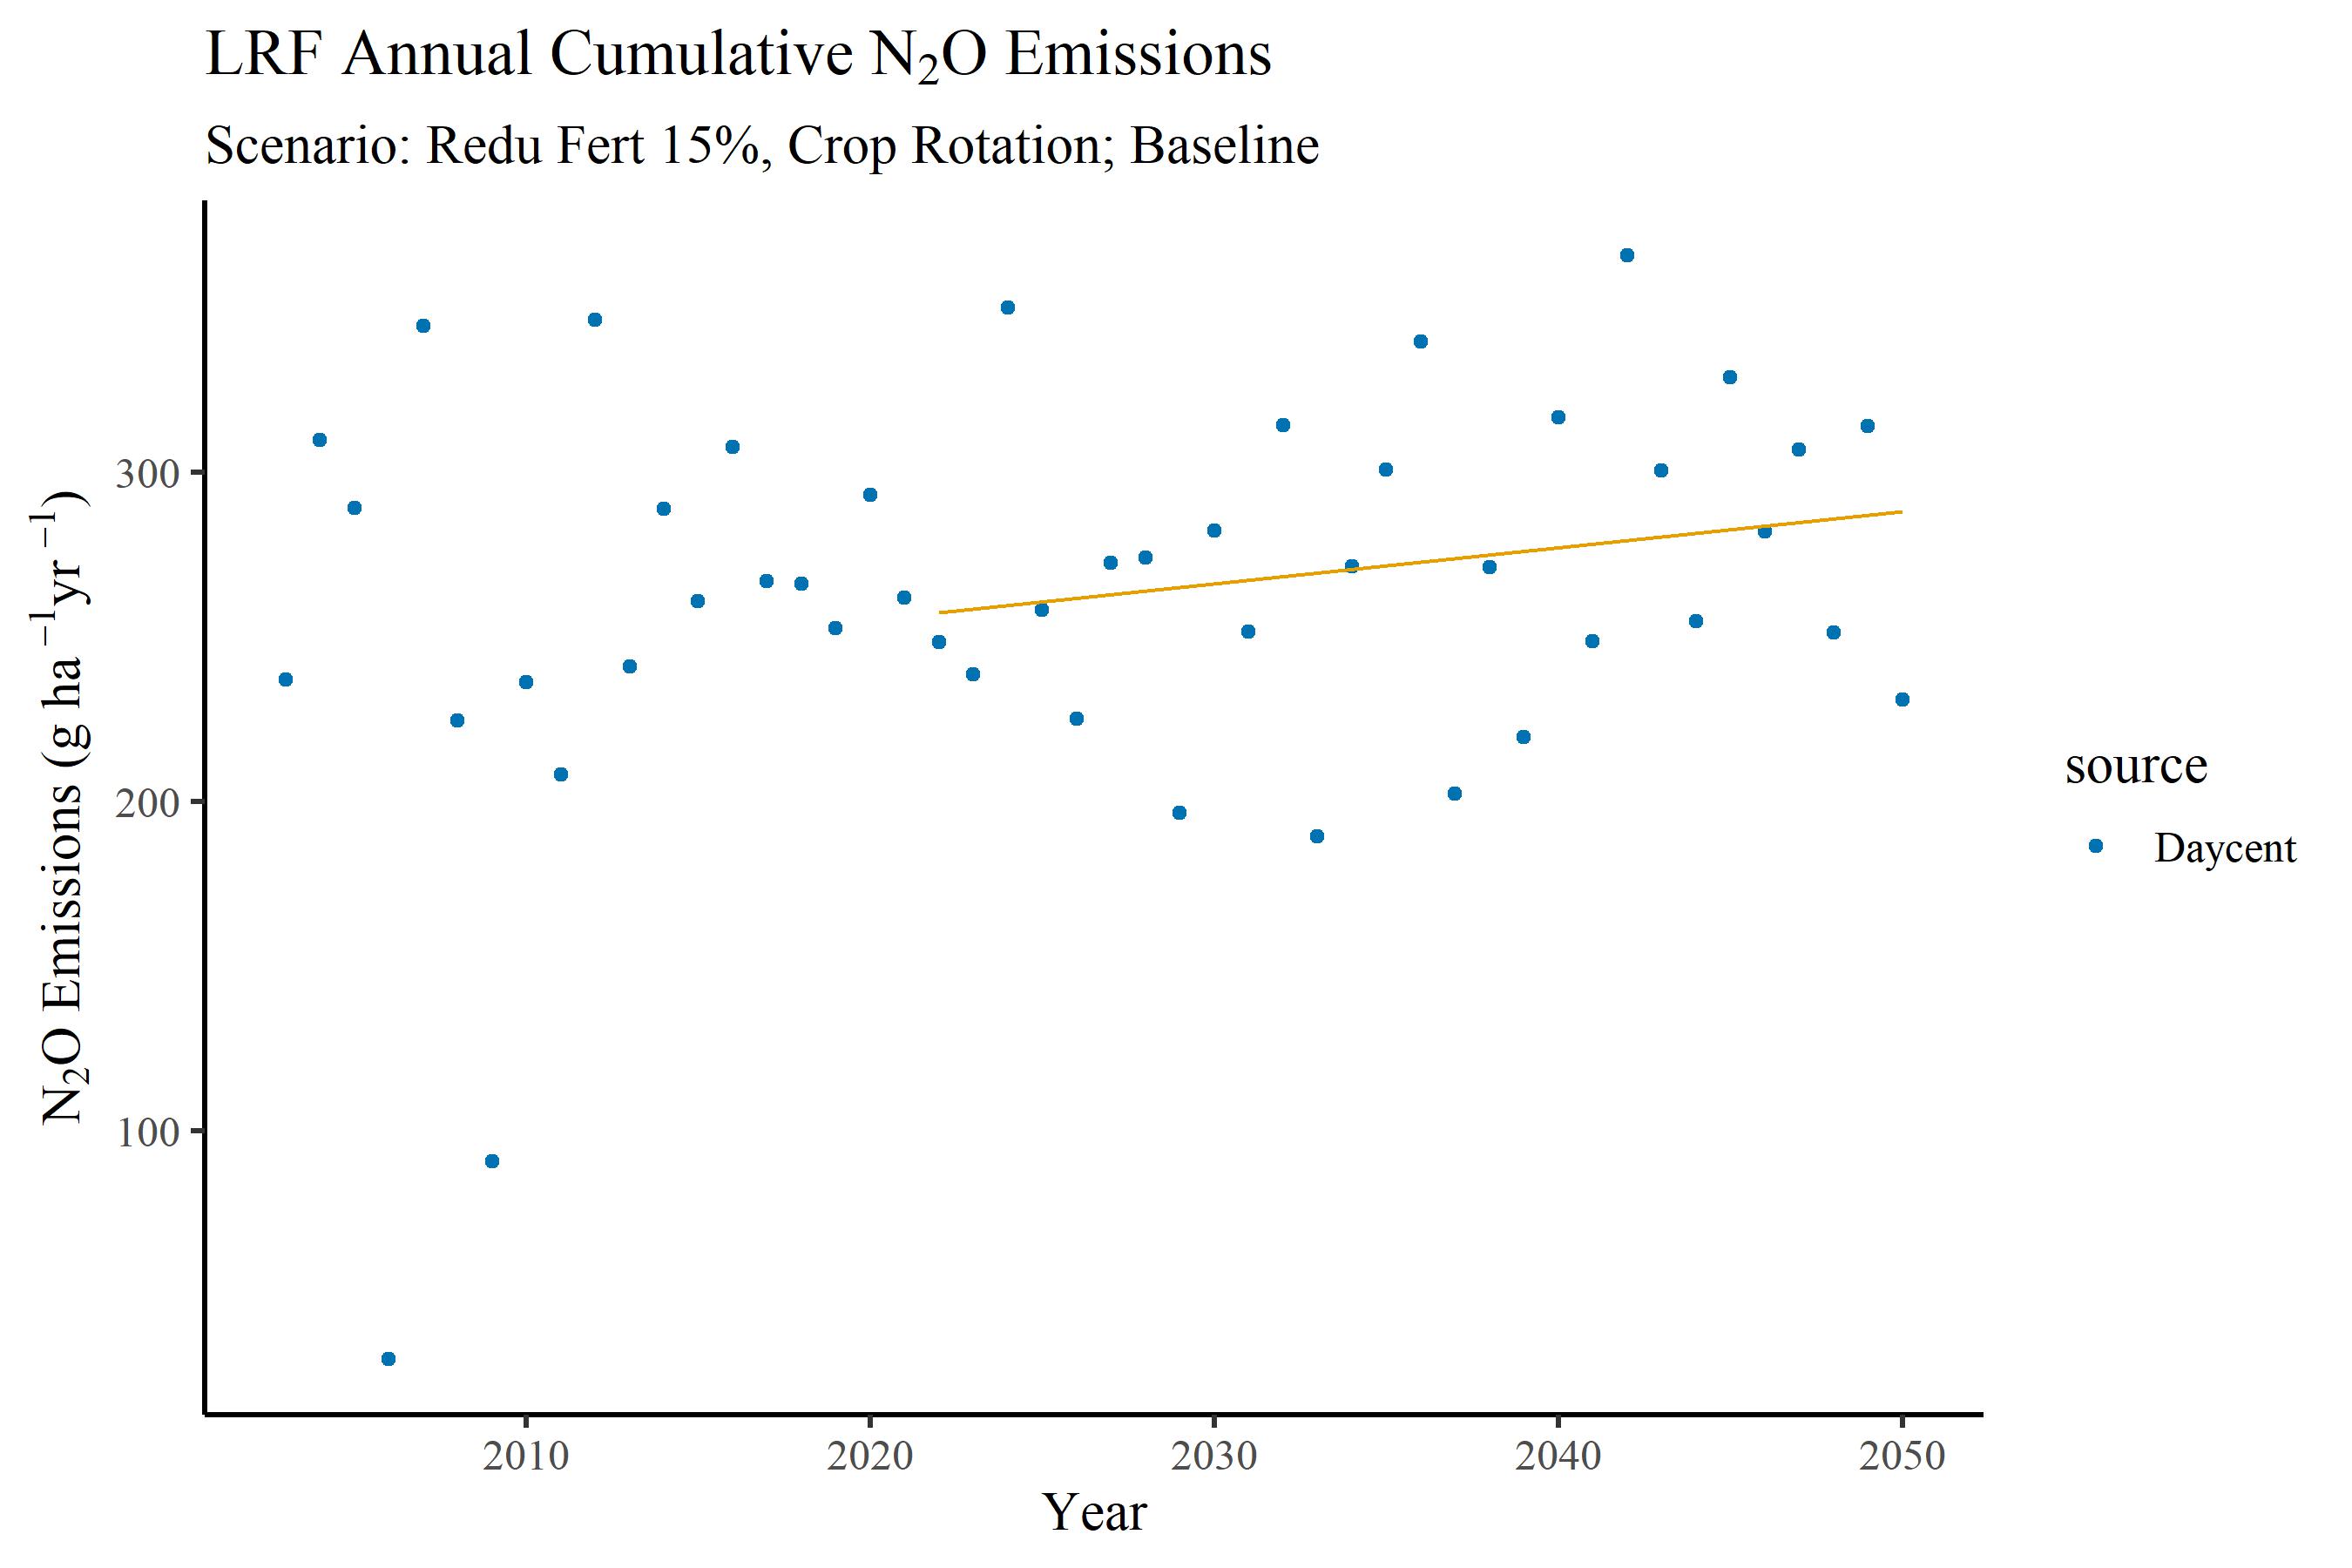 LRF Annual Cumulative N₂O Emissions
Scenario: Redu Fert 15%, Crop Rotation; Baseline
N₂O Emissions (g ha ⁻¹yr ⁻¹)
300
200
100
2010 2020 2030 2040 2050
Year
source
Daycent